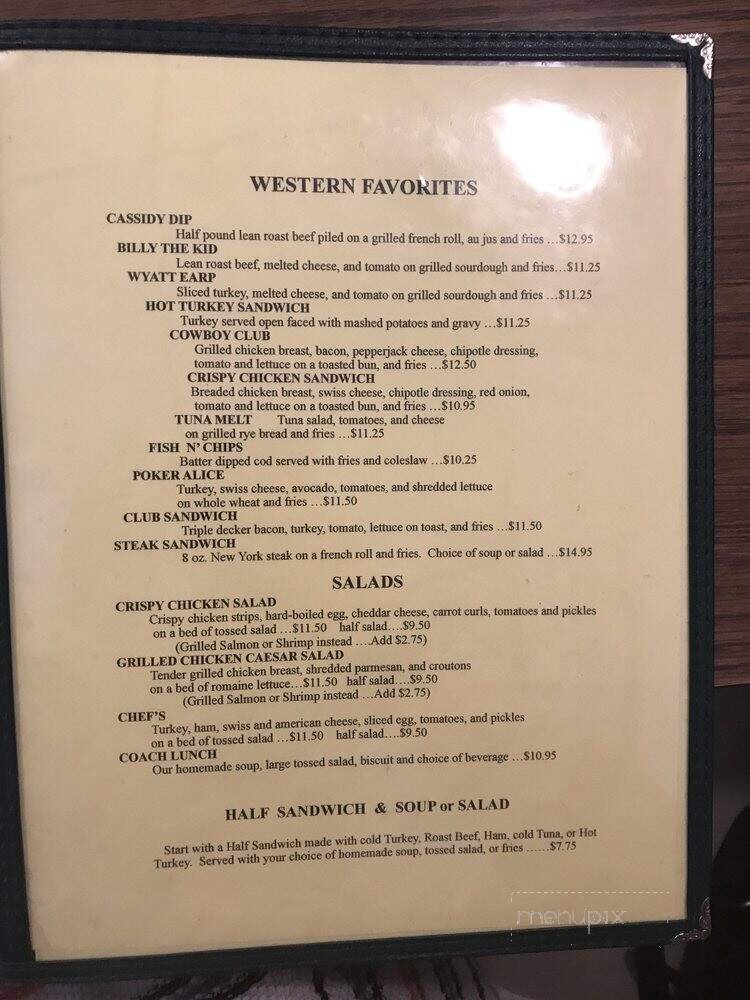 WESTERN FAVORITES
CASSIDY DIP
Half pound lean roast beef piled on a grilled french roll, au jus and fries ...$12.95
BILLY THE KID
Lean roast beef, melted cheese, and tomato on grilled sourdough and fries...$11.25
WYATT EARP
Sliced turkey, melted cheese, and tomato on grilled sourdough and fries ...$11.25
HOT TURKEY SANDWICH
Turkey served open faced with mashed potatoes and gravy ...$11.25
COWBOY CLUB
Grilled chicken breast, bacon, pepperjack cheese, chipotle dressing,
tomato and lettuce on a toasted bun, and fries ...$12.50
CRISPY CHICKEN SANDWICH
Breaded chicken breast, swiss cheese, chipotle dressing, red onion,
tomato and lettuce on a toasted bun, and fries ...$10.95
TUNA MELT Tuna salad, tomatoes, and cheese
on grilled rye bread and fries ...$11.25
FISH N' CHIPS
Batter dipped cod served with fries and coleslaw ...$10.25
POKER ALICE
Turkey, swiss cheese, avocado, tomatoes, and shredded lettuce
on whole wheat and fries ...$11.50
CLUB SANDWICH
Triple decker bacon, turkey, tomato, lettuce on toast, and fries ...$11.50
STEAK SANDWICH
8 oz. New York steak on a french roll and fries. Choice of soup or salad ...$14.95
SALADS
CRISPY CHICKEN SALAD
Crispy chicken strips, hard-boiled egg, cheddar cheese, carrot curls, tomatoes and pickles
on a bed of tossed salad ...$11.50 half salad....$9.50
(Grilled Salmon or Shrimp instead ....Add $2.75)
GRILLED CHICKEN CAESAR SALAD
Tender grilled chicken breast, shredded parmesan, and croutons
on a bed of romaine lettuce...$11.50 half salad....$9.50
(Grilled Salmon or Shrimp instead ...Add $2.75)
CHEF'S
Turkey, ham, swiss and american cheese, sliced egg, tomatoes, and pickles
on a bed of tossed salad ...$11.50 half salad....$9.50
COACH LUNCH
Our homemade soup, large tossed salad, biscuit and choice of beverage ...$10.95
HALF SANDWICH & SOUP or SALAD
Start with a Half Sandwich made with cold Turkey, Roast Beef, Ham, cold Tuna, or Hot
Turkey. Served with your choice of homemade soup, tossed salad, or fries ......$7.75
menupix